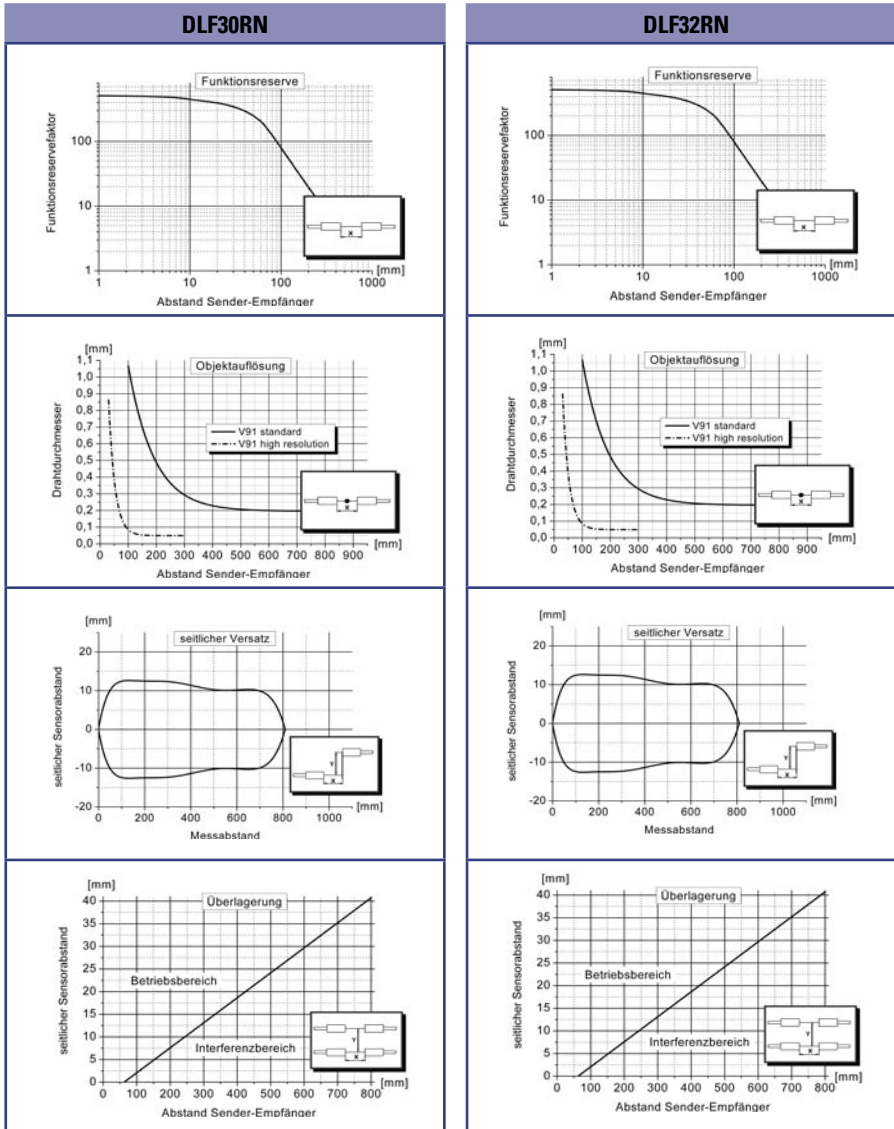 DLF30RN
Funktionsreserve
Funktionsreservefaktor
100
10
1
1 10 100 1000
[mm]
Abstand Sender-Empfänger
X
[mm]
Objektauflösung
Drahtdurchmesser
1,1
1,0
0,9
0,8
0,7
0,6
0,5
0,4
0,3
0,2
0,1
0,0
V91 standard
V91 high resolution
X
0 100 200 300 400 500 600 700 800 900
[mm]
Abstand Sender-Empfänger
[mm]
seitlicher Versatz
seitlicher Sensorabstand
20
10
0
-10
-20
Y
X
0 200 400 600 800 1000
[mm]
Messabstand
[mm]
Überlagerung
seitlicher Sensorabstand
40
35
30
25
20
15
10
5
0
Betriebsbereich
Interferenzbereich
Y
X
0 100 200 300 400 500 600 700 800
[mm]
Abstand Sender-Empfänger
DLF32RN
Funktionsreserve
Funktionsreservefaktor
100
10
1
1 10 100 1000
[mm]
Abstand Sender-Empfänger
X
[mm]
Objektauflösung
Drahtdurchmesser
1,1
1,0
0,9
0,8
0,7
0,6
0,5
0,4
0,3
0,2
0,1
0,0
V91 standard
V91 high resolution
X
0 100 200 300 400 500 600 700 800 900
[mm]
Abstand Sender-Empfänger
[mm]
seitlicher Versatz
seitlicher Sensorabstand
20
10
0
-10
-20
Y
X
0 200 400 600 800 1000
[mm]
Messabstand
[mm]
Überlagerung
seitlicher Sensorabstand
40
35
30
25
20
15
10
5
0
Betriebsbereich
Interferenzbereich
Y
X
0 100 200 300 400 500 600 700 800
[mm]
Abstand Sender-Empfänger